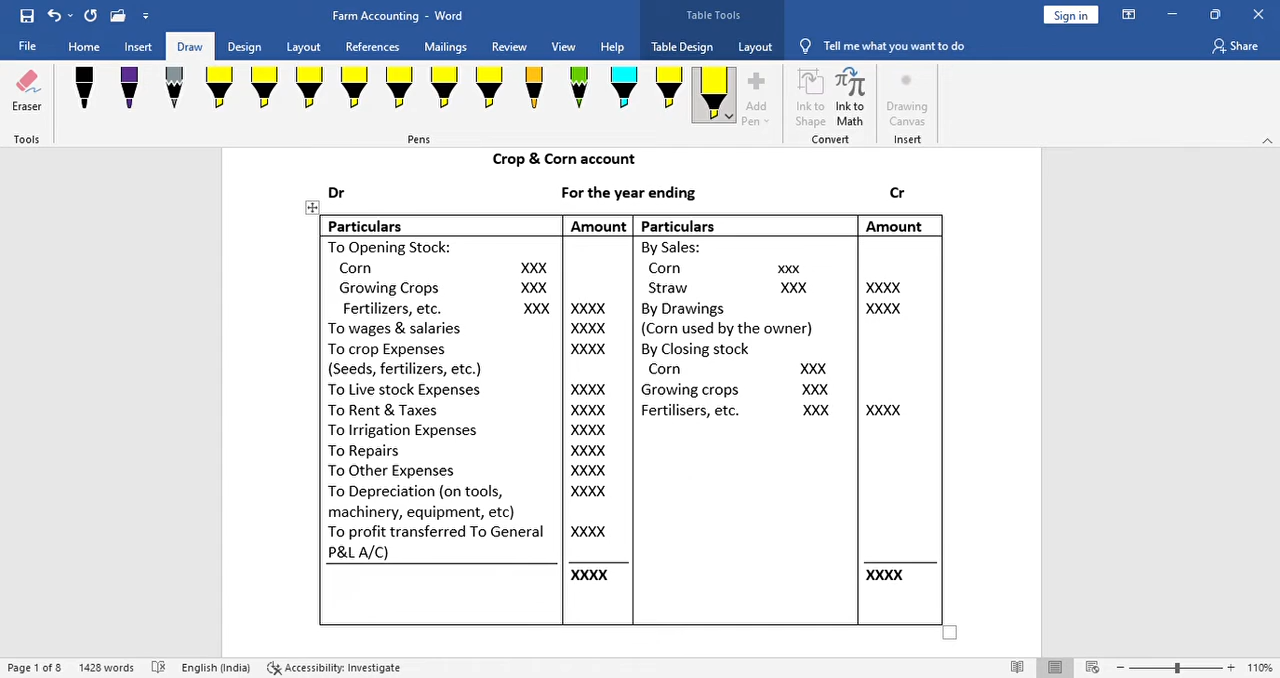 Farm Accounting - Word
Table Tools
Sign in
File Home Insert Draw Design Layout References Mailings Review View Help Table Design Layout Tell me what you want to do Share
Eraser
Add Pen
Ink to Shape
Ink to Math
Drawing Canvas
Tools Pens Convert Insert
Crop & Corn account
Dr For the year ending Cr
Particulars Amount Particulars Amount
To Opening Stock: By Sales:
Corn XXX Corn xxx
Growing Crops XXX Straw XXX XXXX
Fertilizers, etc. XXX XXXX By Drawings XXXX
To wages & salaries XXXX (Corn used by the owner)
To crop Expenses XXXX By Closing stock
(Seeds, fertilizers, etc.) Corn XXX
To Live stock Expenses XXXX Growing crops XXX
To Rent & Taxes XXXX Fertilisers, etc. XXX XXXX
To Irrigation Expenses XXXX
To Repairs XXXX
To Other Expenses XXXX
To Depreciation (on tools, XXXX
machinery, equipment, etc)
To profit transferred To General XXXX
P&L A/C)
XXXX XXXX
Page 1 of 8 1428 words English (India) Accessibility: Investigate 110%